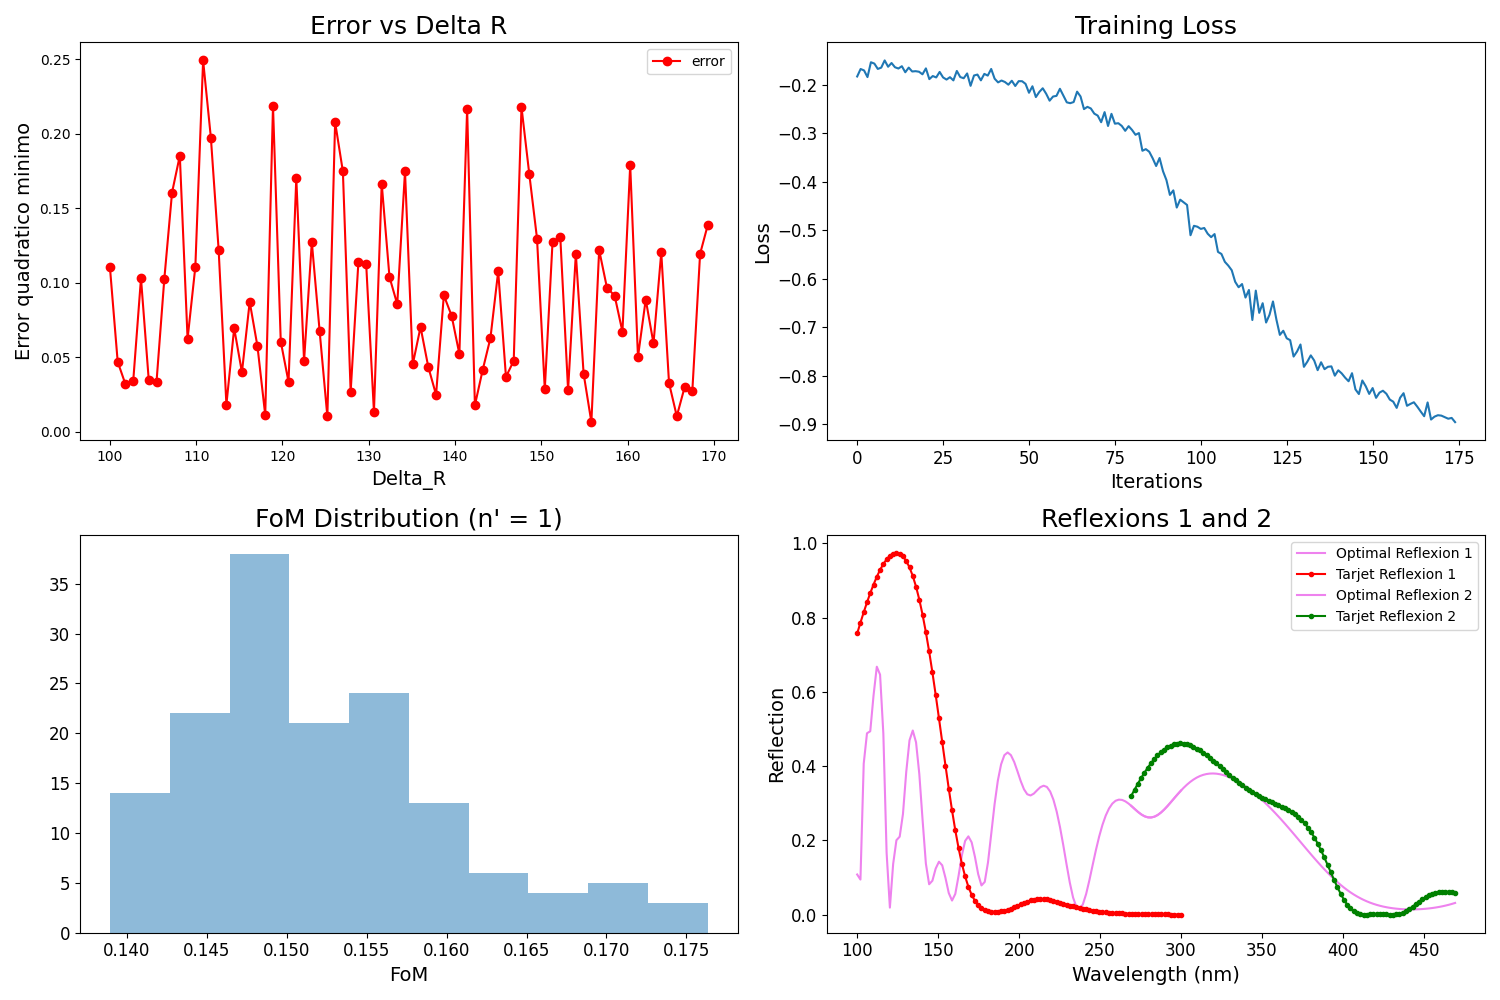 Error vs Delta R
error
Error quadratico minimo
0.25
0.20
0.15
0.10
0.05
0.00
100 110 120 130 140 150 160 170
Delta_R
Training Loss
Loss
−0.2
−0.3
−0.4
−0.5
−0.6
−0.7
−0.8
−0.9
0 25 50 75 100 125 150 175
Iterations
FoM Distribution (n' = 1)
35
30
25
20
15
10
5
0
0.140 0.145 0.150 0.155 0.160 0.165 0.170 0.175
FoM
Reflexions 1 and 2
Optimal Reflexion 1
Tarjet Reflexion 1
Optimal Reflexion 2
Tarjet Reflexion 2
Reflection
1.0
0.8
0.6
0.4
0.2
0.0
100 150 200 250 300 350 400 450
Wavelength (nm)